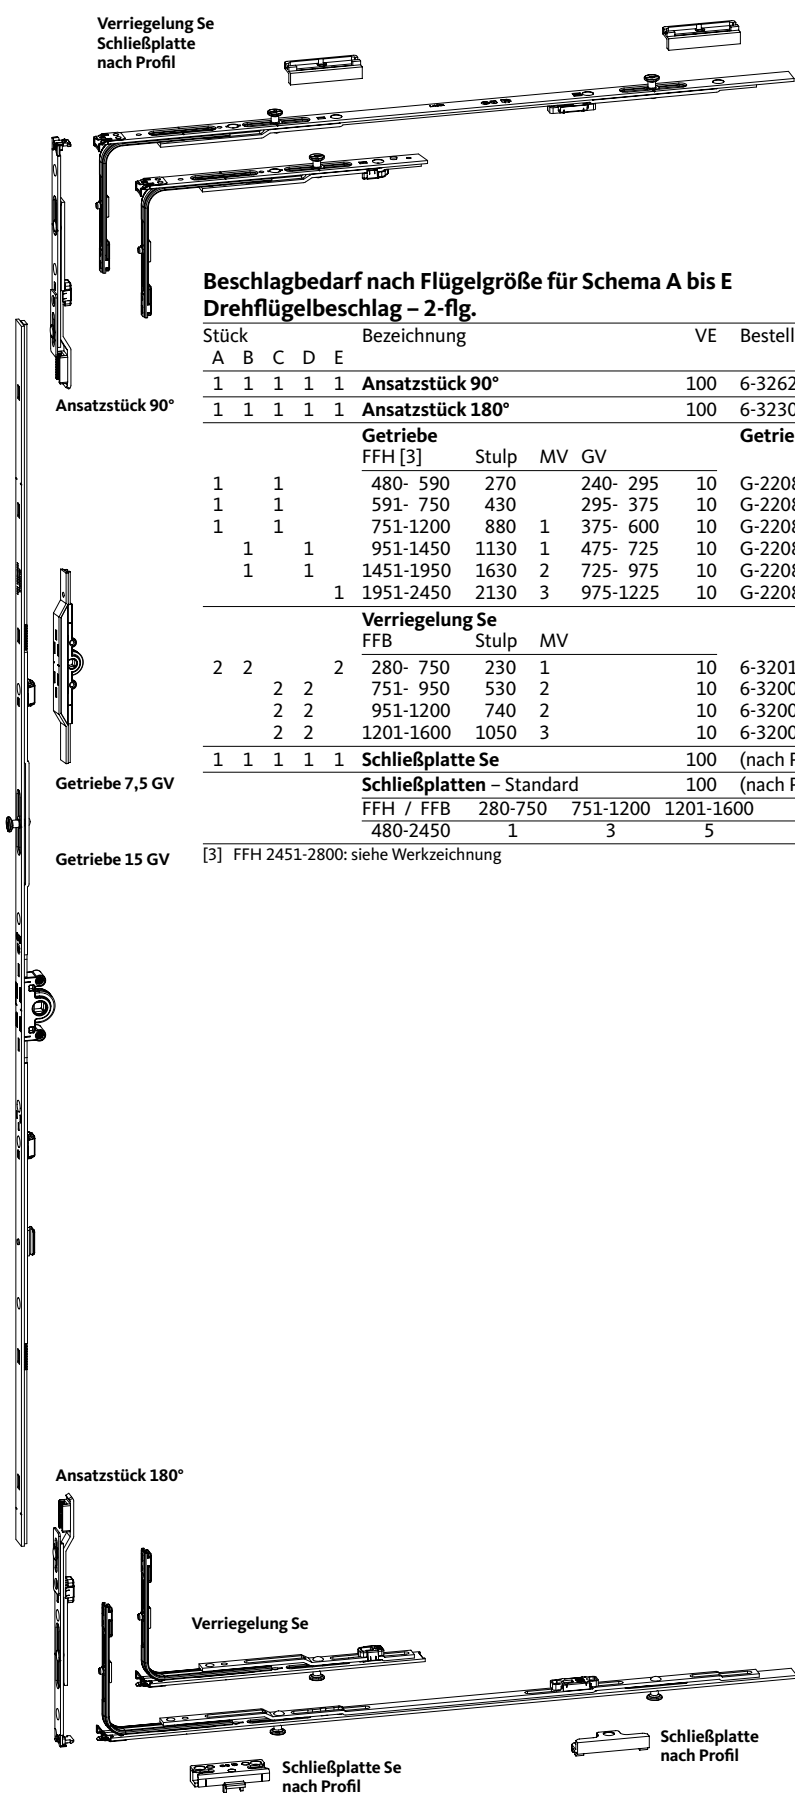 Verriegelung Se
Schließplatte
nach Profil
Beschlagbedarf nach Flügelgröße für Schema A bis E
Drehflügelbeschlag – 2-flg.
Stück Bezeichnung VE Bestell
A B C D E
1 1 1 1 1 Ansatzstück 90° 100 6-3262
1 1 1 1 1 Ansatzstück 180° 100 6-3230
Getriebe Getrie
FFH [3] Stulp MV GV
1 1 480- 590 270 240- 295 10 G-2208
1 1 591- 750 430 295- 375 10 G-2208
1 1 751-1200 880 1 375- 600 10 G-2208
1 1 951-1450 1130 1 475- 725 10 G-2208
1 1 1451-1950 1630 2 725- 975 10 G-2208
1 1951-2450 2130 3 975-1225 10 G-2208
Verriegelung Se
FFB Stulp MV
2 2 2 280- 750 230 1 10 6-3201
2 2 751- 950 530 2 10 6-3200
2 2 951-1200 740 2 10 6-3200
2 2 1201-1600 1050 3 10 6-3200
1 1 1 1 1 Schließplatte Se 100 (nach P
Schließplatten – Standard 100 (nach P
FFH / FFB 280-750 751-1200 1201-1600
480-2450 1 3 5
[3] FFH 2451-2800: siehe Werkzeichnung
Ansatzstück 90°
Getriebe 7,5 GV
Getriebe 15 GV
Ansatzstück 180°
Verriegelung Se
Schließplatte Se
nach Profil
Schließplatte
nach Profil